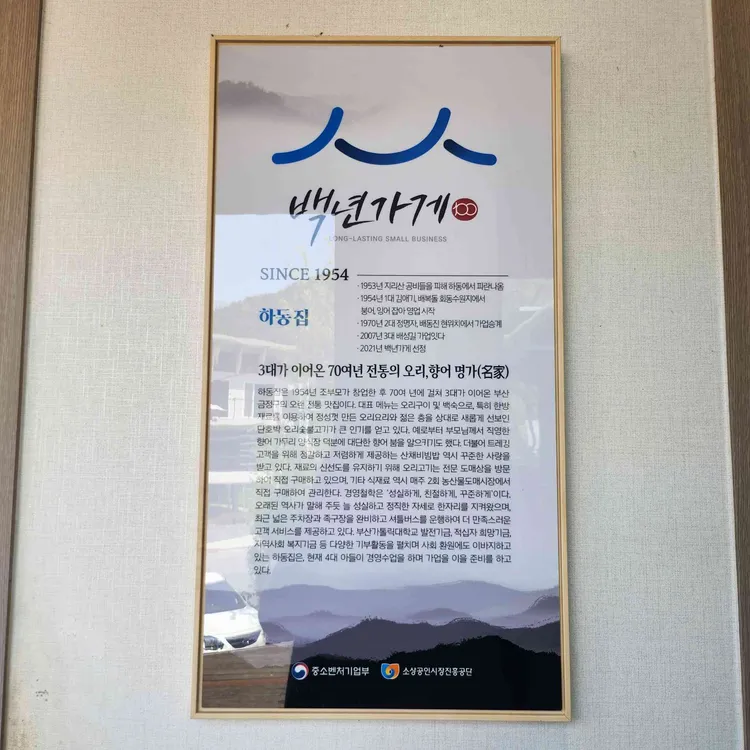 백년가게 100
LONG-LASTING SMALL BUSINESS
SINCE 1954
하동집
· 1953년 지리산 공비들을 피해 하동에서 피란나옴
· 1954년 1대 김애기, 배복돌 회동수원지에서
붕어, 잉어 잡아 영업 시작
· 1970년 2대 정명자, 배동진 현위치에서 가업승계
· 2007년 3대 배성길 가업잇다
· 2021년 백년가게 선정
3대가 이어온 70여년 전통의 오리,향어 명가(名家)
하동집은 1954년 조부모가 창업한 후 70여 년에 걸쳐 3대가 이어온 부산
금정구의 오랜 전통 맛집이다. 대표 메뉴는 오리구이 및 백숙으로, 특히 한방
재료를 이용하여 정성껏 만든 오리요리와 젊은 층을 상대로 새롭게 선보인
단호박 오리숯불고기가 큰 인기를 얻고 있다. 예로부터 부모님께서 직영한
향어 가두리 양식장 덕분에 대단한 향어 붐을 일으키기도 했다. 더불어 트레킹
고객을 위해 정갈하고 저렴하게 제공하는 산채비빔밥 역시 꾸준한 사랑을
받고 있다. 재료의 신선도를 유지하기 위해 오리고기는 전문 도매상을 방문
하여 직접 구매하고 있으며, 기타 식재료 역시 매주 2회 농산물도매시장에서
직접 구매하여 관리한다. 경영철학은 '성실하게, 친절하게, 꾸준하게'이다.
오래된 역사가 말해 주듯 늘 성실하고 정직한 자세로 한자리를 지켜왔으며,
최근 넓은 주차장과 족구장을 완비하고 셔틀버스를 운행하여 더 만족스러운
고객 서비스를 제공하고 있다. 부산가톨릭대학교 발전기금, 적십자 희망기금,
지역사회 복지기금 등 다양한 기부활동을 펼치며 사회 환원에도 이바지하고
있는 하동집은, 현재 4대 아들이 경영수업을 하며 가업을 이을 준비를 하고
있다.
중소벤처기업부 소상공인시장진흥공단